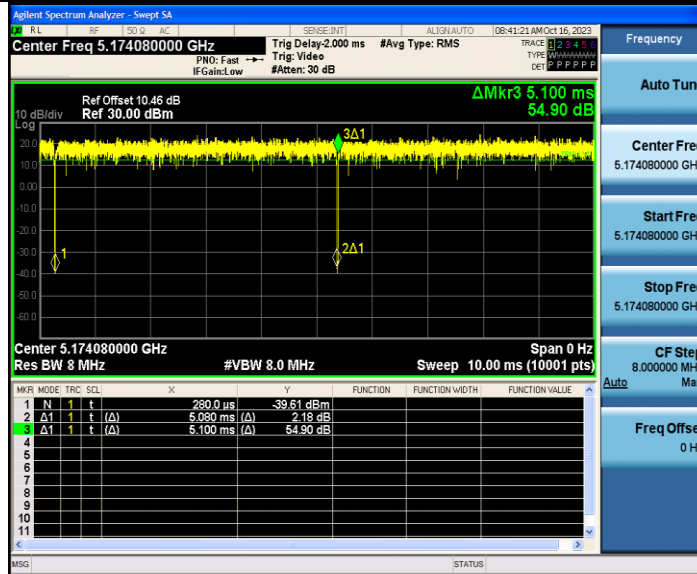 Agilent Spectrum Analyzer - Swept SA
LXI RL RF 50 Ω AC SENSE:INT ALIGN AUTO 08:41:21 AM Oct 16, 2023
Center Freq 5.174080000 GHz
PNO: Fast
IFGain:Low
Trig Delay-2.000 ms
Trig: Video
#Atten: 30 dB
#Avg Type: RMS
TRACE 1 2 3 4 5 6
TYPE WWWWWW
DET P P P P P P
Ref Offset 10.46 dB
10 dB/div Ref 30.00 dBm
Log
ΔMkr3 5.100 ms
54.90 dB
20.0
10.0
0.00
-10.0
-20.0
-30.0
-40.0
-50.0
-60.0
3Δ1
1
2Δ1
Center 5.174080000 GHz Span 0 Hz
Res BW 8 MHz #VBW 8.0 MHz Sweep 10.00 ms (10001 pts)
MKR MODE TRC SCL X Y FUNCTION FUNCTION WIDTH FUNCTION VALUE
1 N 1 t 280.0 µs -39.61 dBm
2 Δ1 1 t (Δ) 5.080 ms (Δ) 2.18 dB
3 Δ1 1 t (Δ) 5.100 ms (Δ) 54.90 dB
4
5
6
7
8
9
10
11
MSG STATUS
Frequency
Auto Tun
Center Fre
5.174080000 GH
Start Fre
5.174080000 GH
Stop Fre
5.174080000 GH
CF Ste
8.000000 MH
Auto Ma
Freq Offse
0 H